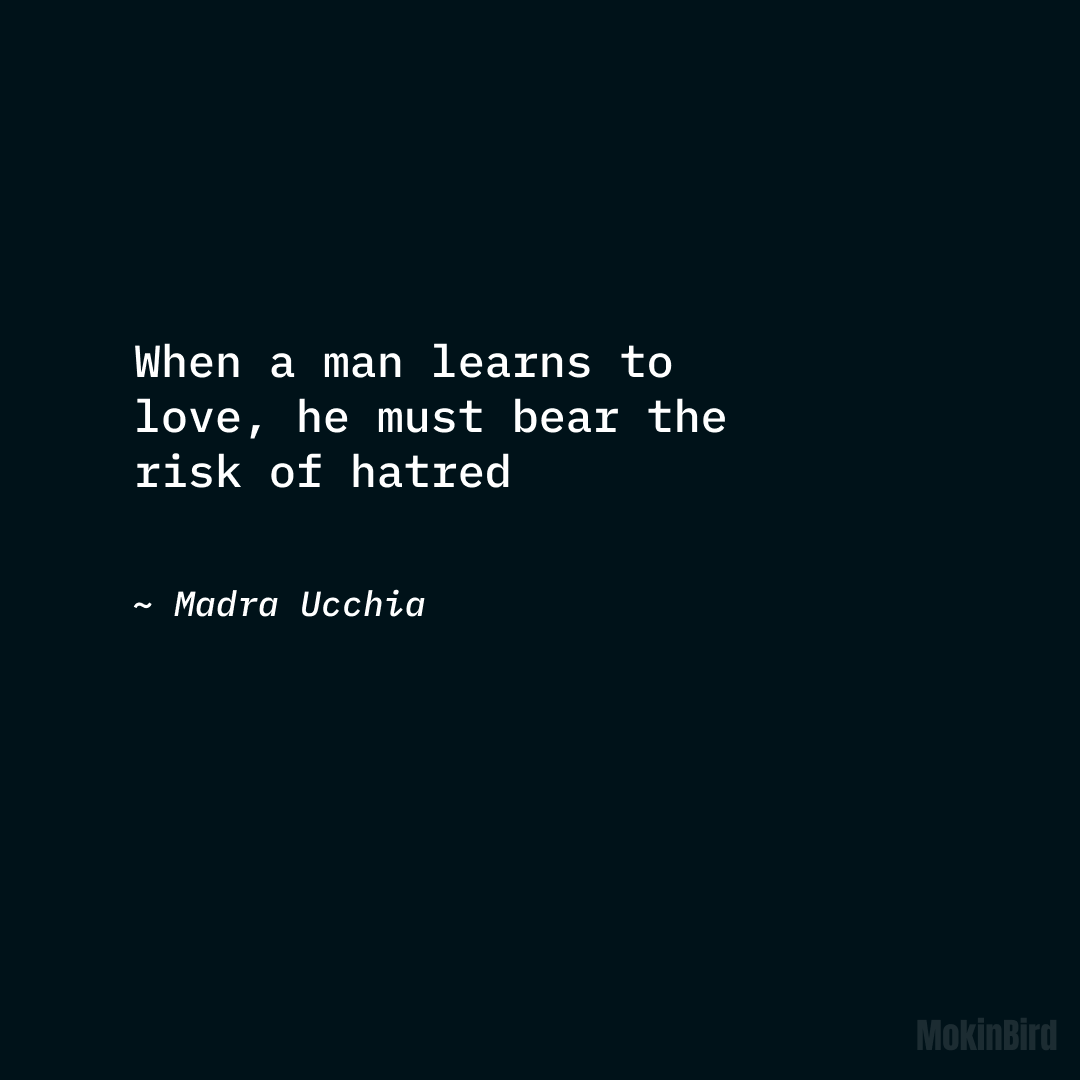 When a man learns to
love, he must bear the
risk of hatred
~ Madra Ucchia
MokinBird